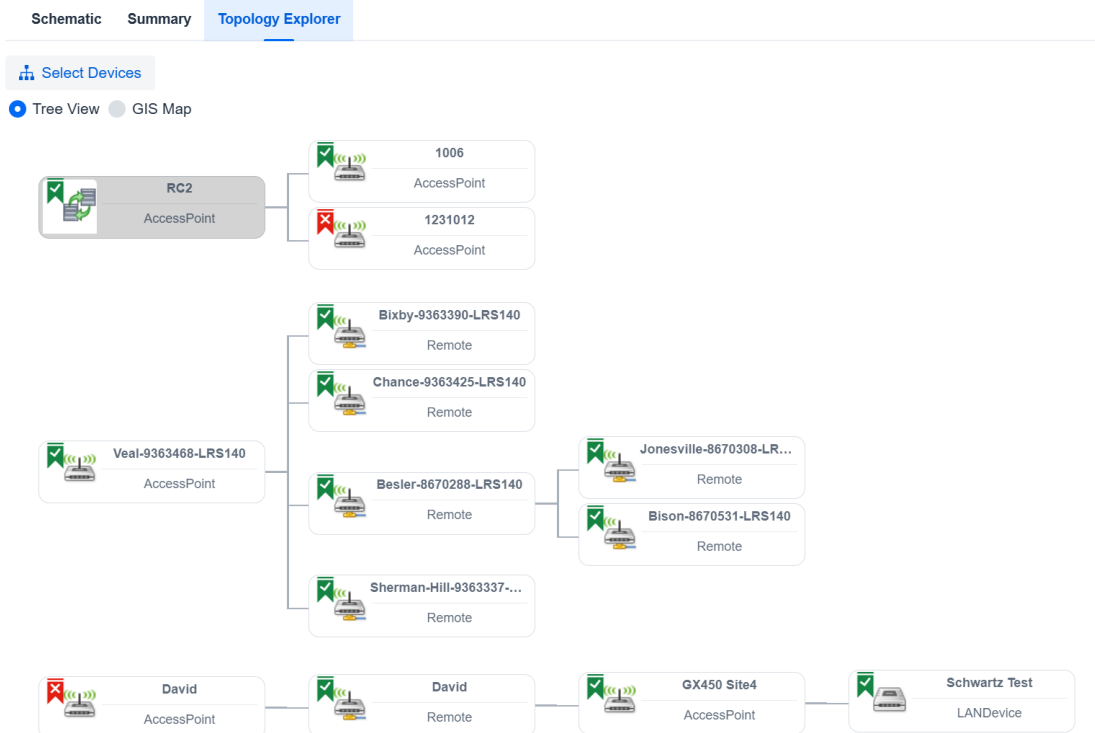 Schematic Summary Topology Explorer
Select Devices
Tree View GIS Map
RC2
AccessPoint
1006
AccessPoint
1231012
AccessPoint
Veal-9363468-LRS140
AccessPoint
Bixby-9363390-LRS140
Remote
Chance-9363425-LRS140
Remote
Besler-8670288-LRS140
Remote
Jonesville-8670308-LR...
Remote
Bison-8670531-LRS140
Remote
Sherman-Hill-9363337-...
Remote
David
AccessPoint
David
Remote
GX450 Site4
AccessPoint
Schwartz Test
LANDevice